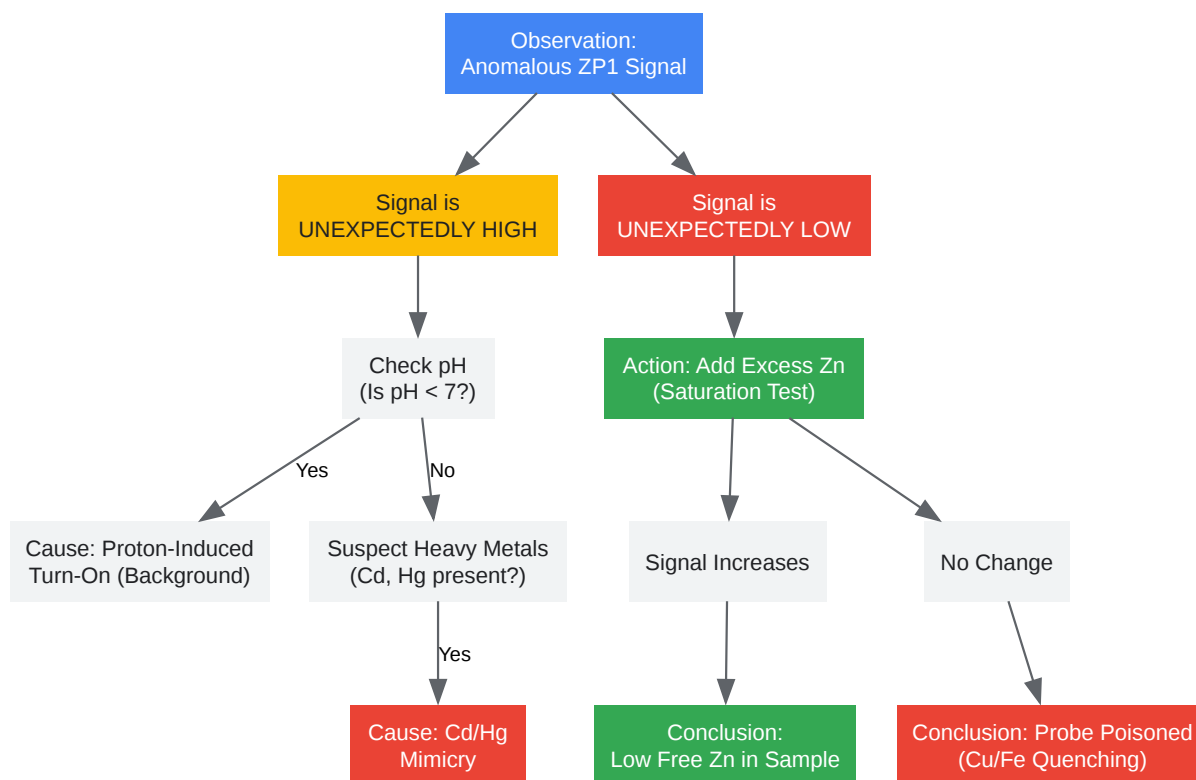 Observation:
Anomalous ZP1 Signal
Signal is
UNEXPECTEDLY HIGH
Signal is
UNEXPECTEDLY LOW
Check pH
(Is pH < 7?)
Action: Add Excess Zn
(Saturation Test)
Yes
No
Cause: Proton-Induced
Turn-On (Background)
Suspect Heavy Metals
(Cd, Hg present?)
Signal Increases
No Change
Yes
Cause: Cd/Hg
Mimicry
Conclusion:
Low Free Zn in Sample
Conclusion: Probe Poisoned
(Cu/Fe Quenching)